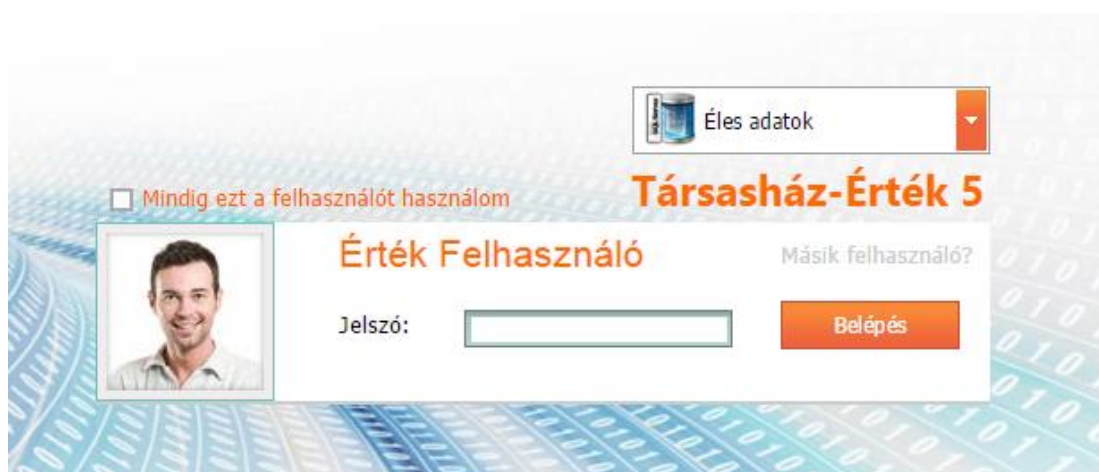 Éles adatok
Mindig ezt a felhasználót használom
Társasház-Érték 5
Érték Felhasználó
Másik felhasználó?
Jelszó:
Belépés